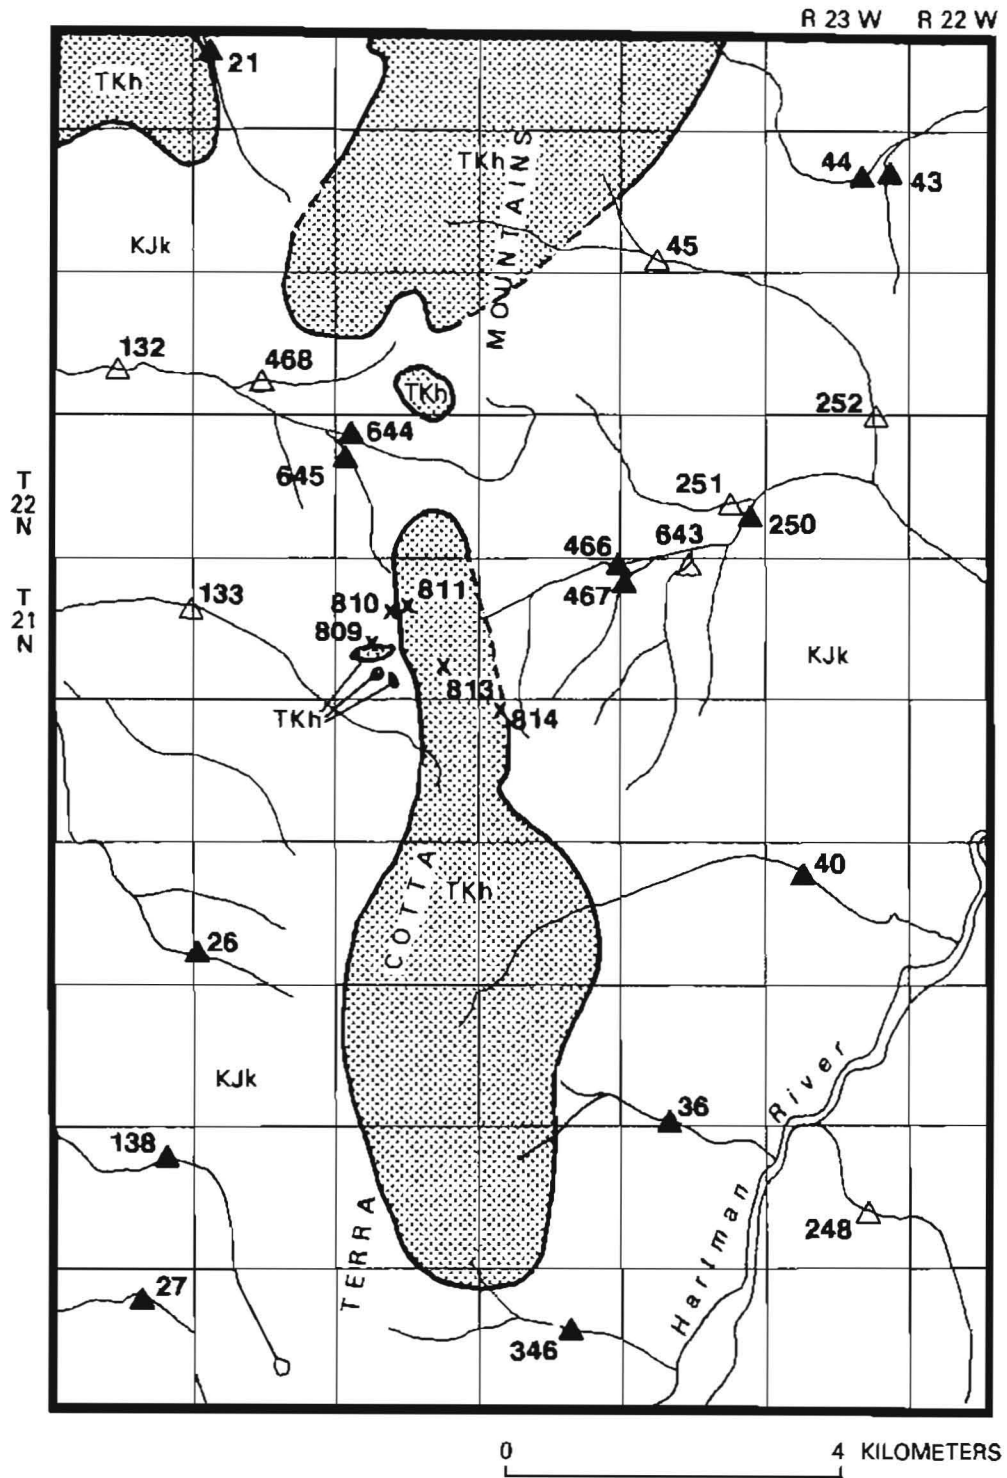 R 23 W R 22 W
21
TKh
TKh
MOUNTAINS
44
43
KJk
45
132
468
TKh
252
644
645
T
22
N
251
250
643
466
467
T
21
N
133
810
811
809
KJk
813
814
TKh
40
COTTA
TKh
26
KJk
36
Hartman River
138
248
TERRA
27
346
0 4 KILOMETERS